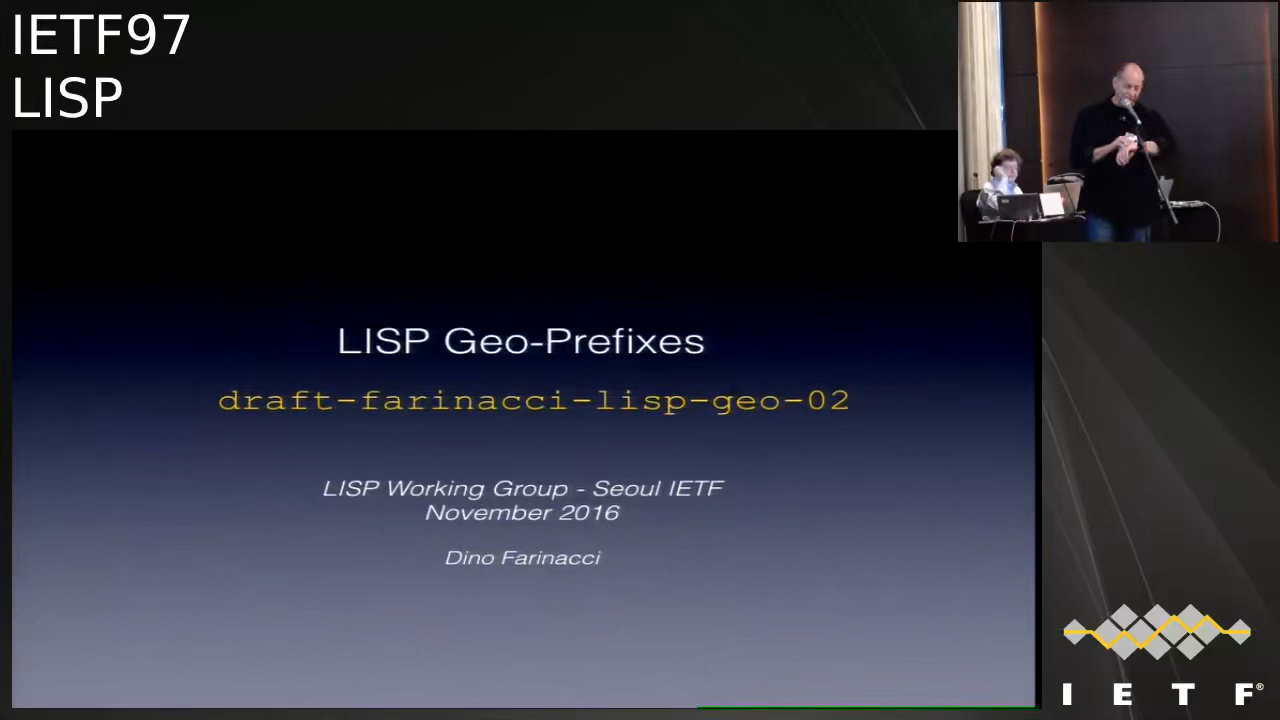 IETF97
LISP
LISP Geo-Prefixes
draft-farinacci-lisp-geo-02
LISP Working Group - Seoul IETF
November 2016
Dino Farinacci
I E T F®